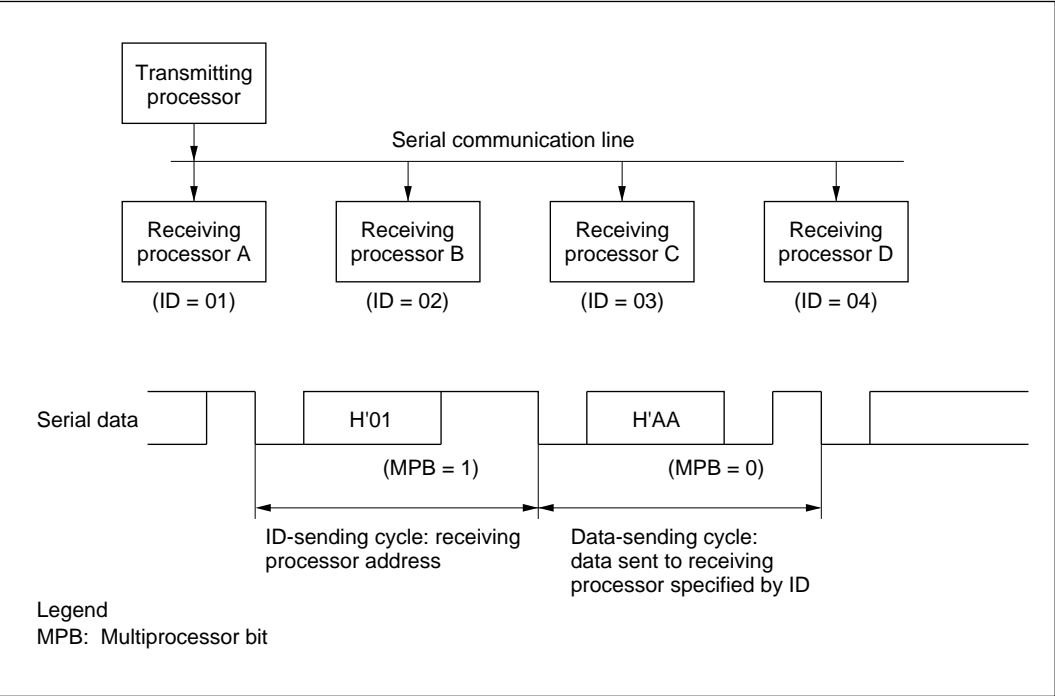 Transmitting
processor
Serial communication line
Receiving
processor A
Receiving
processor B
Receiving
processor C
Receiving
processor D
(ID = 01)
(ID = 02)
(ID = 03)
(ID = 04)
Serial data
H'01
H'AA
(MPB = 1)
(MPB = 0)
ID-sending cycle: receiving
processor address
Data-sending cycle:
data sent to receiving
processor specified by ID
Legend
MPB: Multiprocessor bit